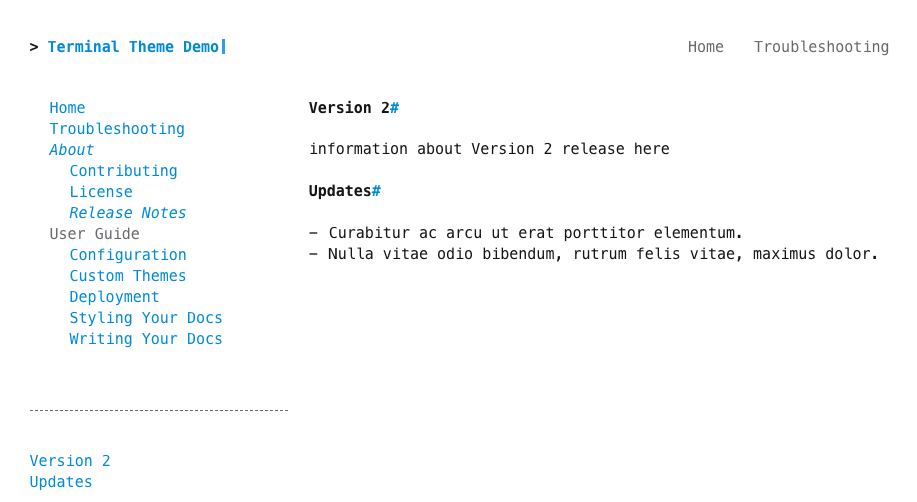 > Terminal Theme Demo
Home Troubleshooting
Home
Troubleshooting
About
Contributing
License
Release Notes
User Guide
Configuration
Custom Themes
Deployment
Styling Your Docs
Writing Your Docs
Version 2
Updates
Version 2#
information about Version 2 release here
Updates#
– Curabitur ac arcu ut erat porttitor elementum.
– Nulla vitae odio bibendum, rutrum felis vitae, maximus dolor.